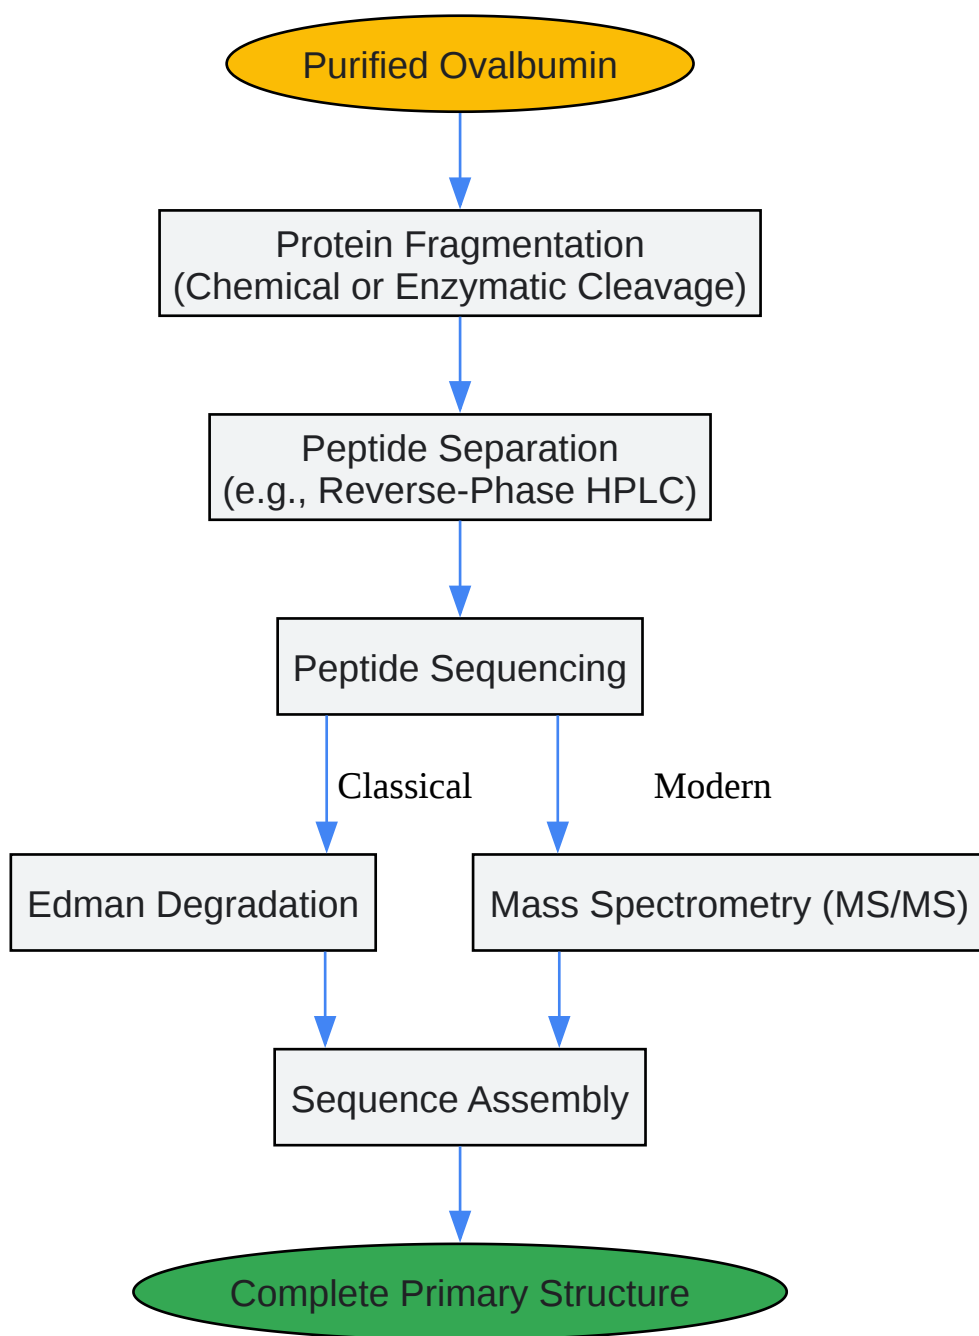 Purified Ovalbumin
Protein Fragmentation
(Chemical or Enzymatic Cleavage)
Peptide Separation
(e.g., Reverse-Phase HPLC)
Peptide Sequencing
Classical
Modern
Edman Degradation
Mass Spectrometry (MS/MS)
Sequence Assembly
Complete Primary Structure